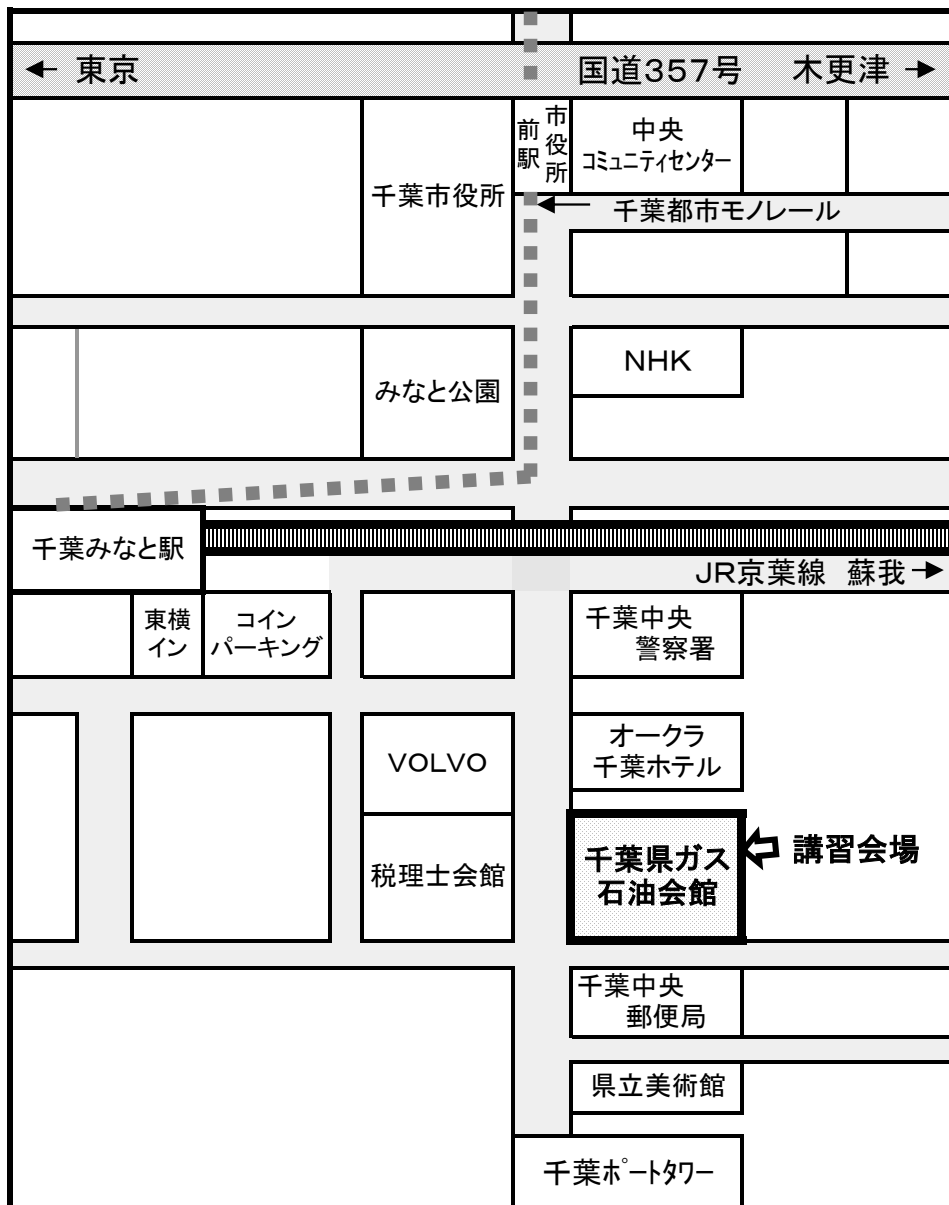 ← 東京
国道357号
木更津 →
市役所
前駅
中央
コミュニティセンター
千葉市役所
← 千葉都市モノレール
みなと公園
NHK
千葉みなと駅
JR京葉線 蘇我→
東横
イン
コイン
パーキング
千葉中央
警察署
VOLVO
オークラ
千葉ホテル
税理士会館
千葉県ガス
石油会館
⇦ 講習会場
千葉中央
郵便局
県立美術館
千葉ポートタワー